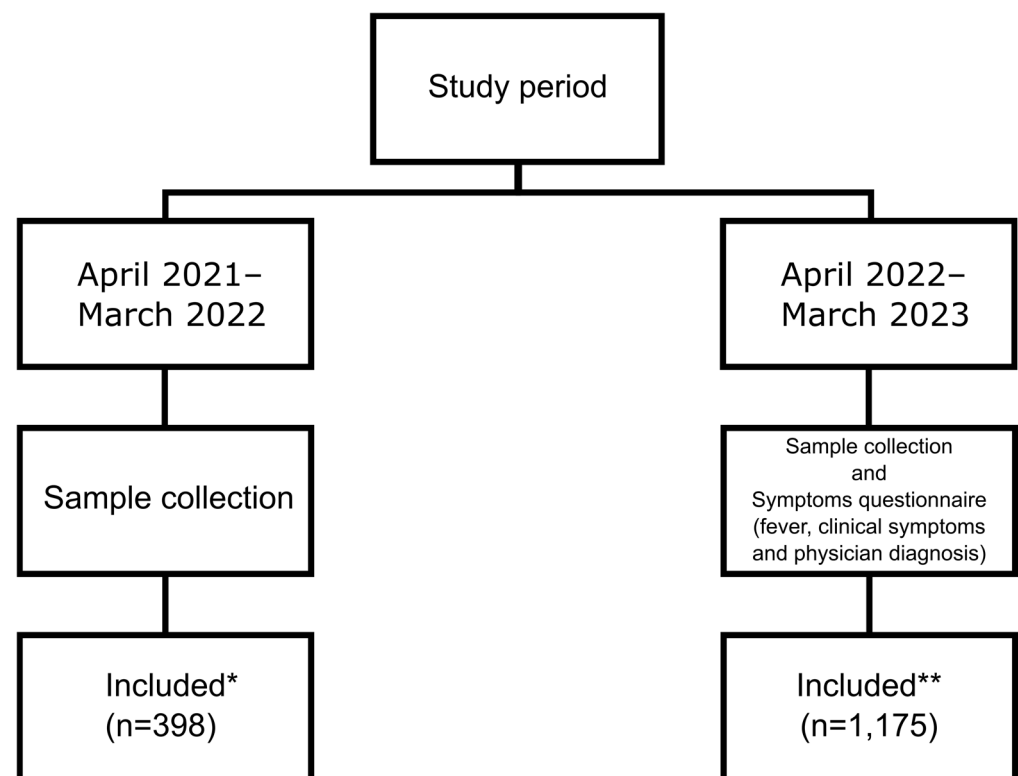 Study period
April 2021–
March 2022
April 2022–
March 2023
Sample collection
Sample collection
and
Symptoms questionnaire
(fever, clinical symptoms
and physician diagnosis)
Included*
(n=398)
Included**
(n=1,175)